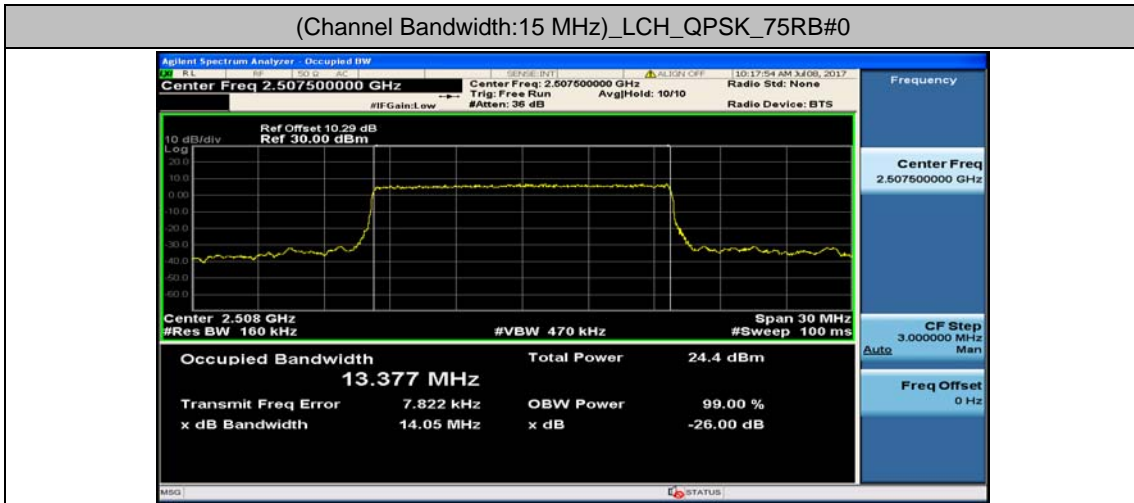 (Channel Bandwidth:15 MHz)_LCH_QPSK_75RB#0
Agilent Spectrum Analyzer - Occupied BW
LXI RL RF 50 Ω AC SENSE:INT ALIGN OFF 10:17:54 AM Jul 08, 2017
Center Freq 2.507500000 GHz
Center Freq: 2.507500000 GHz
Radio Std: None
Trig: Free Run Avg|Hold: 10/10
#IFGain:Low #Atten: 36 dB Radio Device: BTS
Ref Offset 10.29 dB
10 dB/div Ref 30.00 dBm
Log
20.0
10.0
0.00
-10.0
-20.0
-30.0
-40.0
-50.0
-60.0
Center 2.508 GHz Span 30 MHz
#Res BW 160 kHz #VBW 470 kHz #Sweep 100 ms
Occupied Bandwidth Total Power 24.4 dBm
13.377 MHz
Transmit Freq Error 7.822 kHz OBW Power 99.00 %
x dB Bandwidth 14.05 MHz x dB -26.00 dB
Frequency
Center Freq
2.507500000 GHz
CF Step
3.000000 MHz
Auto Man
Freq Offset
0 Hz
MSG STATUS